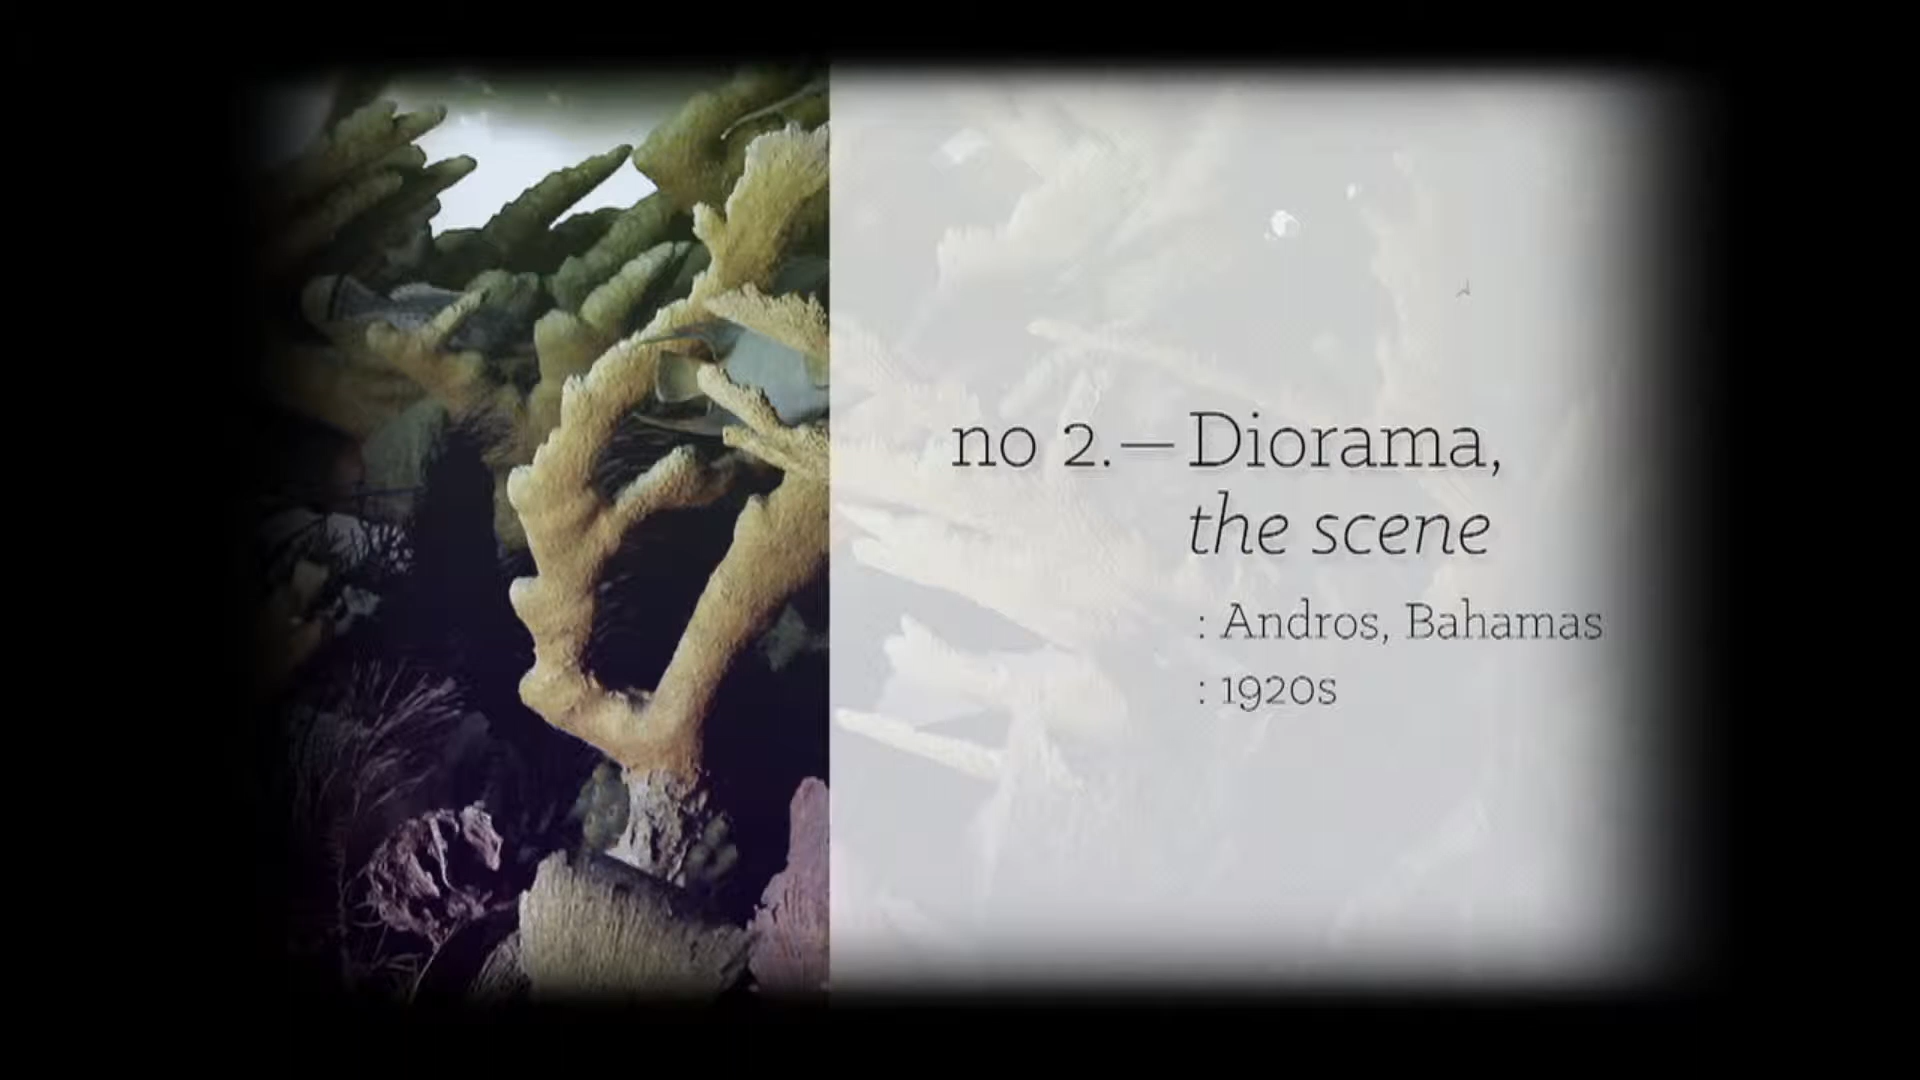 no 2.— Diorama,
the scene
: Andros, Bahamas
: 1920s